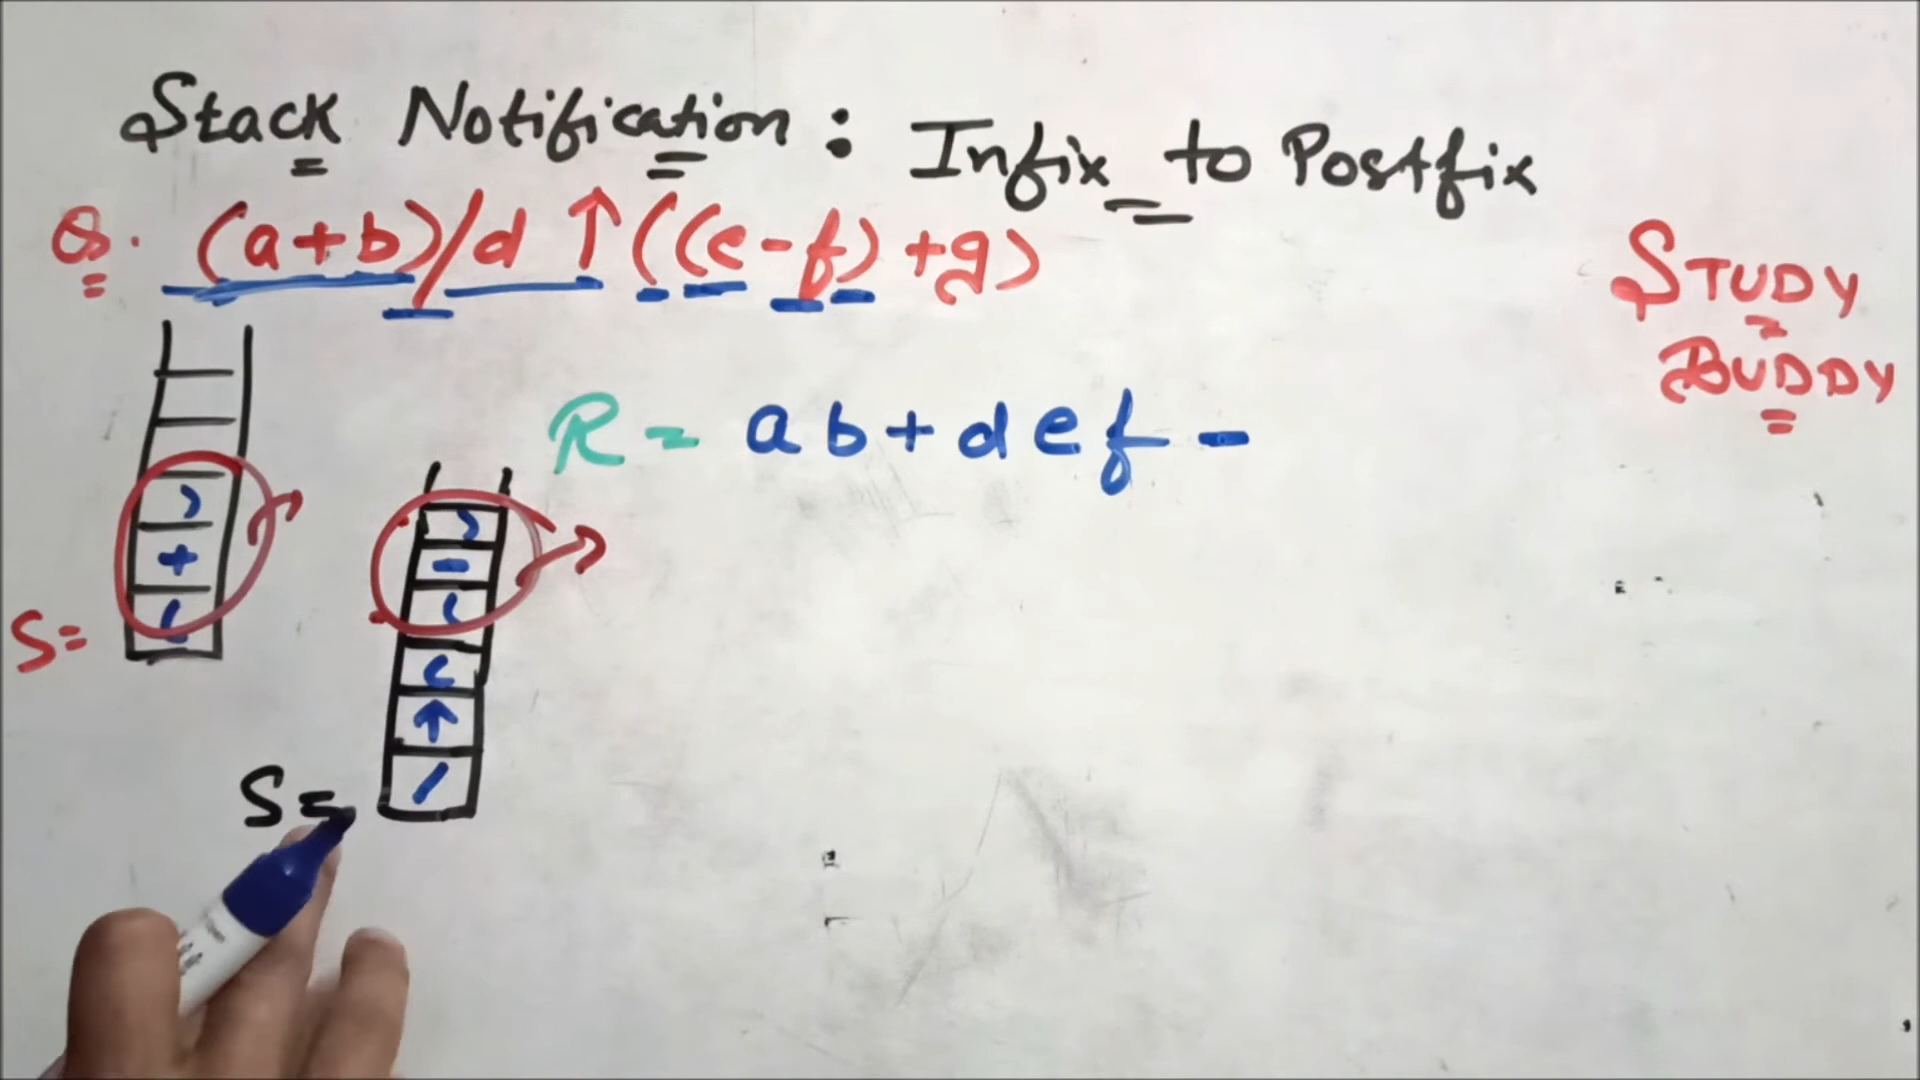 Stack Notification : Infix to Postfix
Q. (a+b)/d ↑ ((e-f) +g)
STUDY
BUDDY
R = ab+def-
)
+
(
S=
)
-
(
(
↑
/
S=